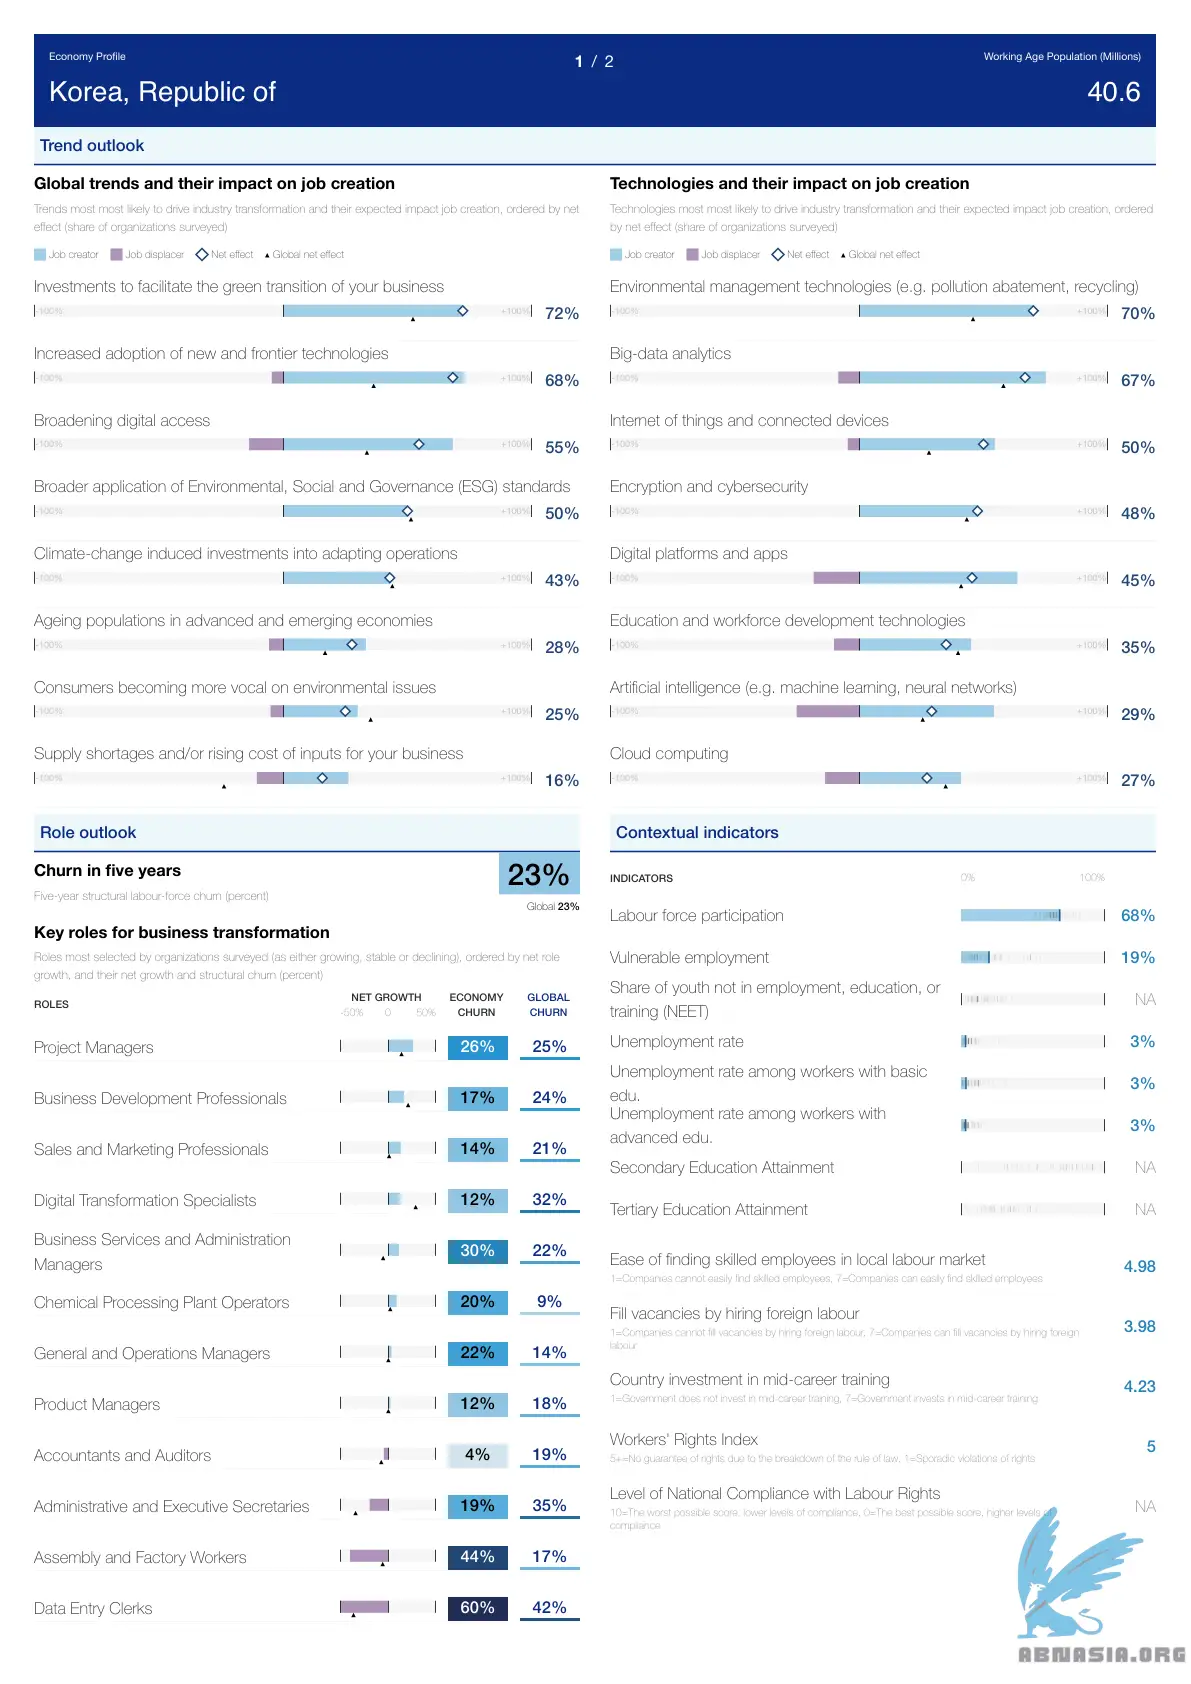 Economy Profile
1 / 2
Working Age Population (Millions)
Korea, Republic of
40.6
Trend outlook
Global trends and their impact on job creation
Trends most most likely to drive industry transformation and their expected impact job creation, ordered by net
effect (share of organizations surveyed)
Job creator Job displacer Net effect Global net effect
Investments to facilitate the green transition of your business
-100% +100% 72%
Increased adoption of new and frontier technologies
-100% +100% 68%
Broadening digital access
-100% +100% 55%
Broader application of Environmental, Social and Governance (ESG) standards
-100% +100% 50%
Climate-change induced investments into adapting operations
-100% +100% 43%
Ageing populations in advanced and emerging economies
-100% +100% 28%
Consumers becoming more vocal on environmental issues
-100% +100% 25%
Supply shortages and/or rising cost of inputs for your business
-100% +100% 16%
Technologies and their impact on job creation
Technologies most most likely to drive industry transformation and their expected impact on job creation, ordered
by net effect (share of organizations surveyed)
Job creator Job displacer Net effect Global net effect
Environmental management technologies (e.g. pollution abatement, recycling)
-100% +100% 70%
Big-data analytics
-100% +100% 67%
Internet of things and connected devices
-100% +100% 50%
Encryption and cybersecurity
-100% +100% 48%
Digital platforms and apps
-100% +100% 45%
Education and workforce development technologies
-100% +100% 35%
Artificial intelligence (e.g. machine learning, neural networks)
-100% +100% 29%
Cloud computing
-100% +100% 27%
Role outlook
Churn in five years
23%
Five-year structural labour-force churn (percent)
Global 23%
Key roles for business transformation
Roles most selected by organizations surveyed (as either growing, stable or declining), ordered by net role
growth, and their net growth and structural churn (percent)
ROLES NET GROWTH ECONOMY CHURN GLOBAL CHURN
-50% 0 50%
Project Managers 26% 25%
Business Development Professionals 17% 24%
Sales and Marketing Professionals 14% 21%
Digital Transformation Specialists 12% 32%
Business Services and Administration
Managers 30% 22%
Chemical Processing Plant Operators 20% 9%
General and Operations Managers 22% 14%
Product Managers 12% 18%
Accountants and Auditors 4% 19%
Administrative and Executive Secretaries 19% 35%
Assembly and Factory Workers 44% 17%
Data Entry Clerks 60% 42%
Contextual indicators
INDICATORS 0% 100%
Labour force participation 68%
Vulnerable employment 19%
Share of youth not in employment, education, or
training (NEET) NA
Unemployment rate 3%
Unemployment rate among workers with basic
edu. 3%
Unemployment rate among workers with
advanced edu. 3%
Secondary Education Attainment NA
Tertiary Education Attainment NA
Ease of finding skilled employees in local labour market 4.98
1=Companies cannot easily find skilled employees, 7=Companies can easily find skilled employees
Fill vacancies by hiring foreign labour 3.98
1=Companies cannot fill vacancies by hiring foreign labour, 7=Companies can fill vacancies by hiring foreign
labour
Country investment in mid-career training 4.23
1=Government does not invest in mid-career training, 7=Government invests in mid-career training
Workers' Rights Index 5
5+=No guarantee of rights due to the breakdown of the rule of law, 1=Sporadic violations of rights
Level of National Compliance with Labour Rights NA
10=The worst possible score, lower levels of compliance, 0=The best possible score, higher levels of
compliance
ABNASIA.ORG